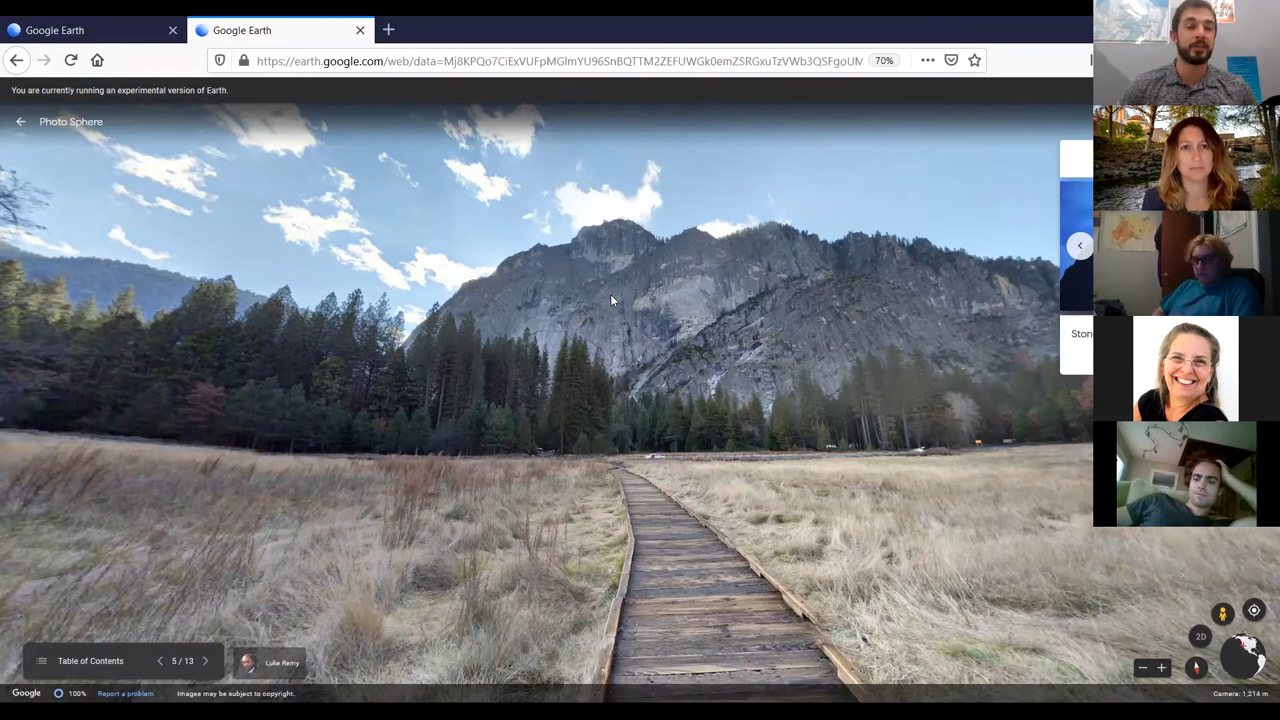 Google Earth
Google Earth
https://earth.google.com/web/data=Mj8KPQo7CiExVUFpMGlmYU96SnBQTTM2ZEFUWGk0emZSRGxuTzVWb3QSFgoUM
70%
You are currently running an experimental version of Earth.
Photo Sphere
Ston
Table of Contents
5 / 13
Luke Remy
2D
Google
100%
Report a problem
Images may be subject to copyright.
Camera: 1,214 m